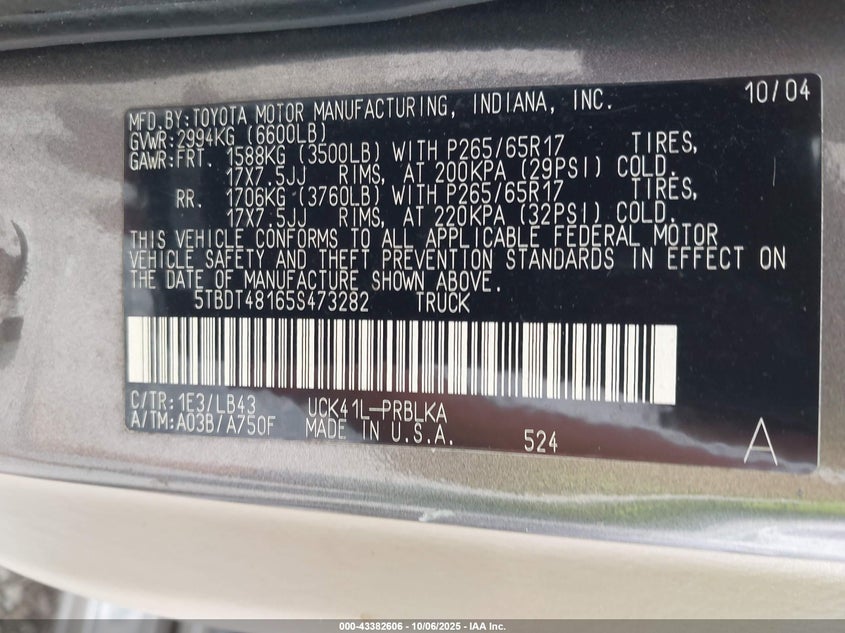 MFD.BY:TOYOTA MOTOR MANUFACTURING, INDIANA, INC. 10/04
GVWR:2994KG (6600LB)
GAWR:FRT. 1588KG (3500LB) WITH P265/65R17 TIRES,
17X7.5JJ RIMS, AT 200KPA (29PSI) COLD.
RR. 1706KG (3760LB) WITH P265/65R17 TIRES,
17X7.5JJ RIMS, AT 220KPA (32PSI) COLD.
THIS VEHICLE CONFORMS TO ALL APPLICABLE FEDERAL MOTOR
VEHICLE SAFETY AND THEFT PREVENTION STANDARDS IN EFFECT ON
THE DATE OF MANUFACTURE SHOWN ABOVE.
5TBDT48165S473282 TRUCK
C/TR:1E3/LB43 UCK41L-PRBLKA
A/TM:A03B/A750F MADE IN U.S.A. 524 A
000-43382606 - 10/06/2025 - IAA Inc.